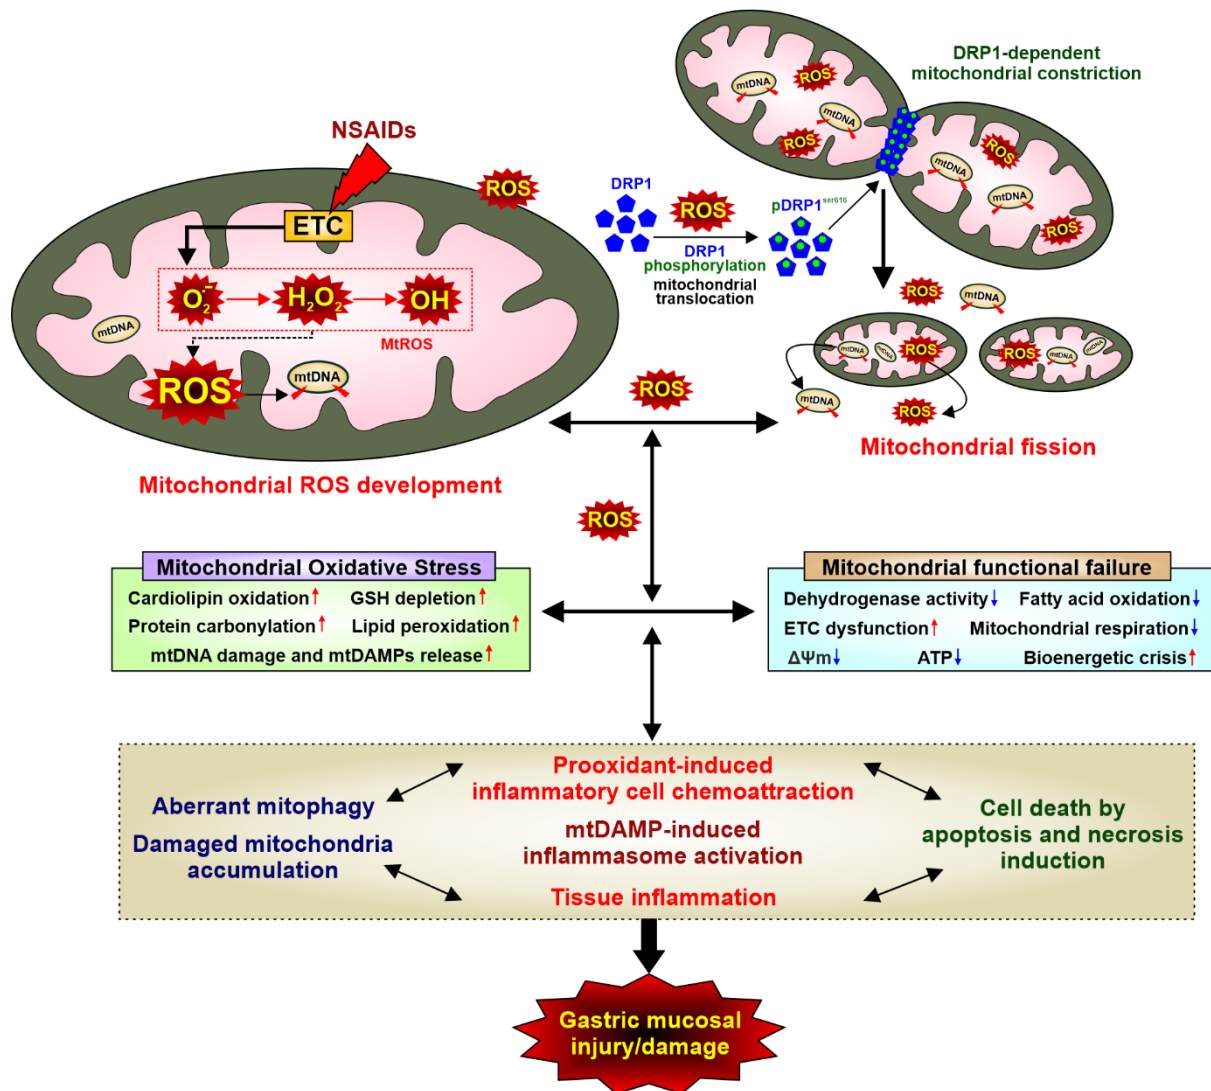 NSAIDs
ROS
ETC
O₂˙⁻
H₂O₂
˙OH
MtROS
mtDNA
ROS
mtDNA
Mitochondrial ROS development
DRP1
ROS
pDRP1ˢᵉʳ⁶¹⁶
DRP1
phosphorylation
mitochondrial
translocation
DRP1-dependent
mitochondrial constriction
ROS
mtDNA
mtDNA
ROS
mtDNA
ROS
mtDNA
mtDNA
ROS
ROS
mtDNA
mtDNA
mtDNA
ROS
ROS
mtDNA
mtDNA
mtDNA
ROS
Mitochondrial fission
ROS
ROS
Mitochondrial Oxidative Stress
Cardiolipin oxidation↑ GSH depletion↑
Protein carbonylation↑ Lipid peroxidation↑
mtDNA damage and mtDAMPs release↑
Mitochondrial functional failure
Dehydrogenase activity↓ Fatty acid oxidation↓
ETC dysfunction↑ Mitochondrial respiration↓
ΔΨm↓ ATP↓ Bioenergetic crisis↑
Aberrant mitophagy
Damaged mitochondria
accumulation
Prooxidant-induced
inflammatory cell chemoattraction
mtDAMP-induced
inflammasome activation
Tissue inflammation
Cell death by
apoptosis and necrosis
induction
Gastric mucosal
injury/damage